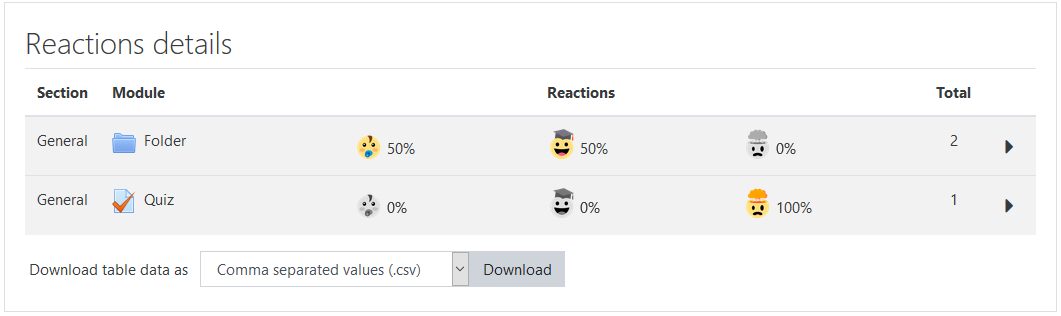 Reactions details
Section Module Reactions Total
General Folder 50% 50% 0% 2
General Quiz 0% 0% 100% 1
Download table data as Comma separated values (.csv) Download